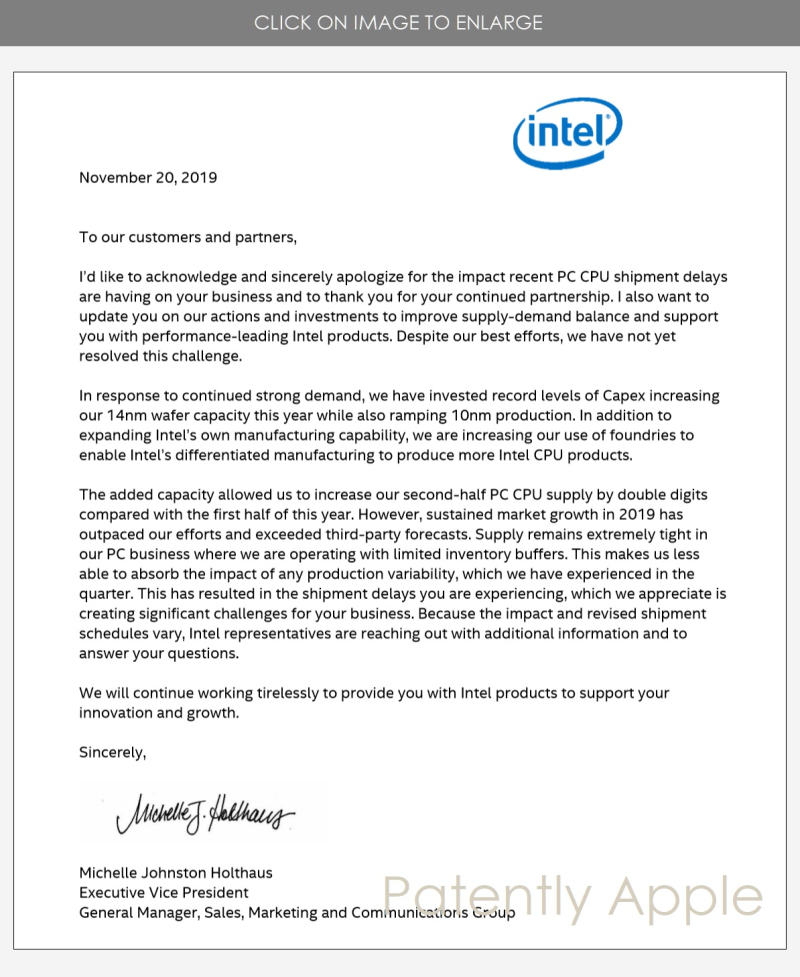 CLICK ON IMAGE TO ENLARGE
intel®
November 20, 2019
To our customers and partners,
I'd like to acknowledge and sincerely apologize for the impact recent PC CPU shipment delays
are having on your business and to thank you for your continued partnership. I also want to
update you on our actions and investments to improve supply-demand balance and support
you with performance-leading Intel products. Despite our best efforts, we have not yet
resolved this challenge.
In response to continued strong demand, we have invested record levels of Capex increasing
our 14nm wafer capacity this year while also ramping 10nm production. In addition to
expanding Intel's own manufacturing capability, we are increasing our use of foundries to
enable Intel's differentiated manufacturing to produce more Intel CPU products.
The added capacity allowed us to increase our second-half PC CPU supply by double digits
compared with the first half of this year. However, sustained market growth in 2019 has
outpaced our efforts and exceeded third-party forecasts. Supply remains extremely tight in
our PC business where we are operating with limited inventory buffers. This makes us less
able to absorb the impact of any production variability, which we have experienced in the
quarter. This has resulted in the shipment delays you are experiencing, which we appreciate is
creating significant challenges for your business. Because the impact and revised shipment
schedules vary, Intel representatives are reaching out with additional information and to
answer your questions.
We will continue working tirelessly to provide you with Intel products to support your
innovation and growth.
Sincerely,
Michelle J. Holthaus
Michelle Johnston Holthaus
Executive Vice President
General Manager, Sales, Marketing and Communications Group
Patently Apple